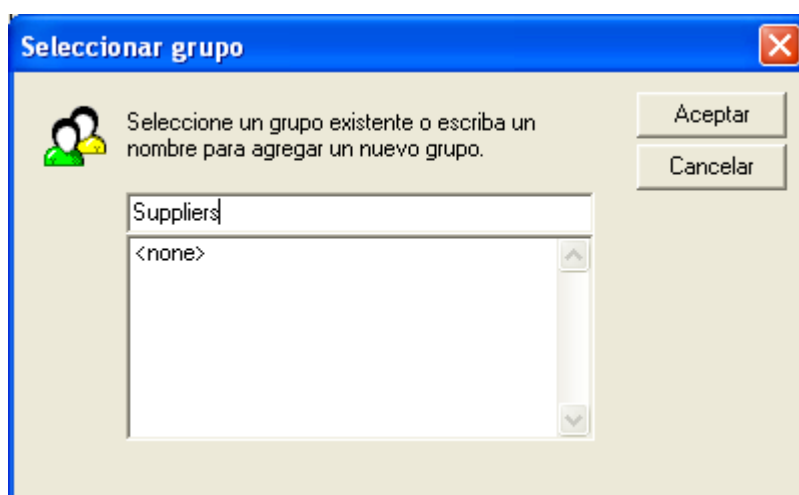 Seleccionar grupo
Seleccione un grupo existente o escriba un
nombre para agregar un nuevo grupo.
Aceptar
Cancelar
Suppliers
<none>